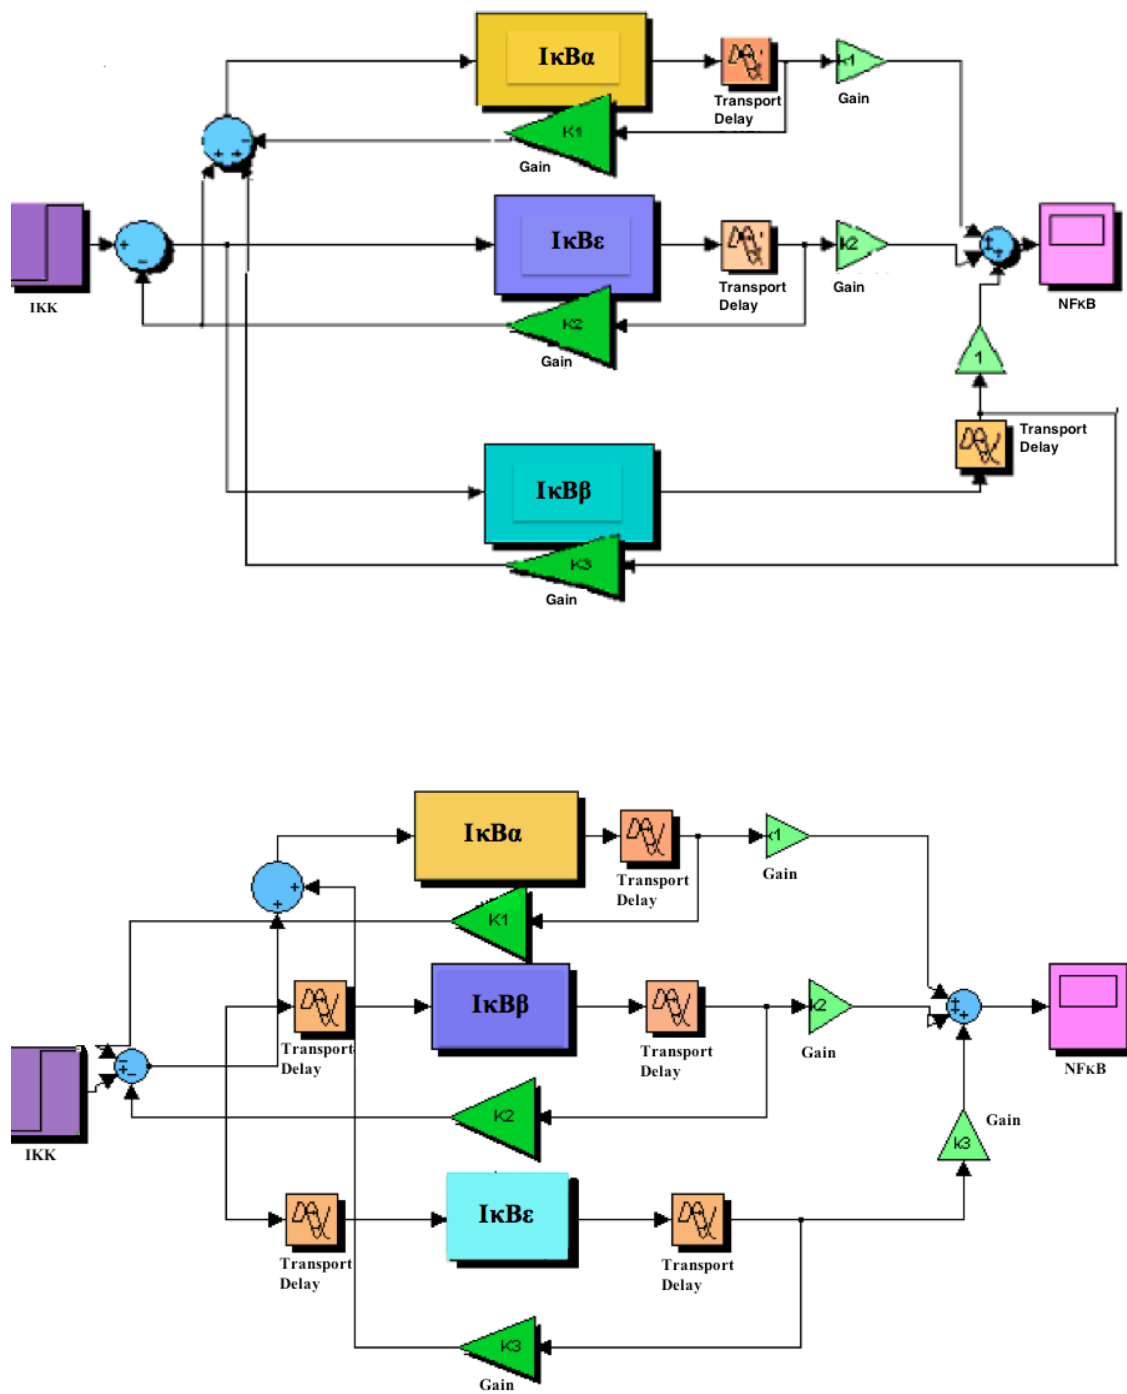 IκBα
k1
Transport
Delay
Gain
K1
Gain
IκBε
k2
Transport
Delay
Gain
IKK
NFκB
K2
Gain
1
Transport
Delay
IκBβ
K3
Gain
IκBα
Transport
Delay
Gain
K1
IκBβ
k2
Transport
Delay
Transport
Delay
Gain
IKK
NFκB
K2
Gain
k3
IκBε
Transport
Delay
Transport
Delay
K3
Gain